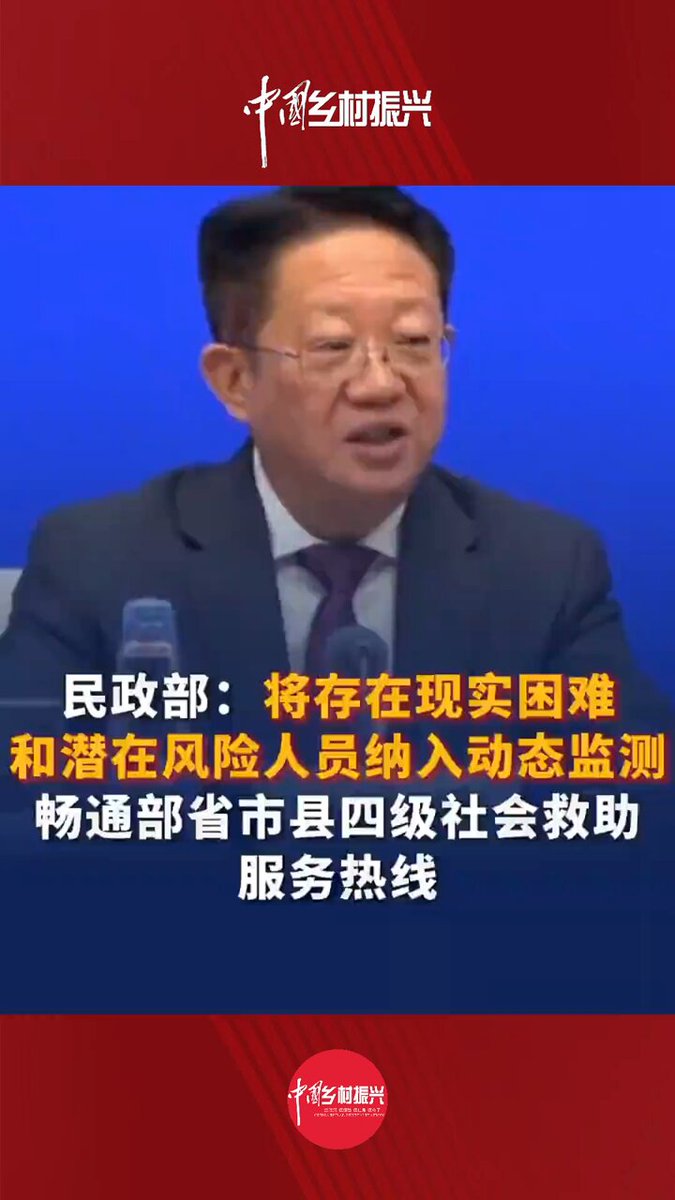 中国乡村振兴
民政部：将存在现实困难
和潜在风险人员纳入动态监测
畅通部省市县四级社会救助
服务热线
中国乡村振兴